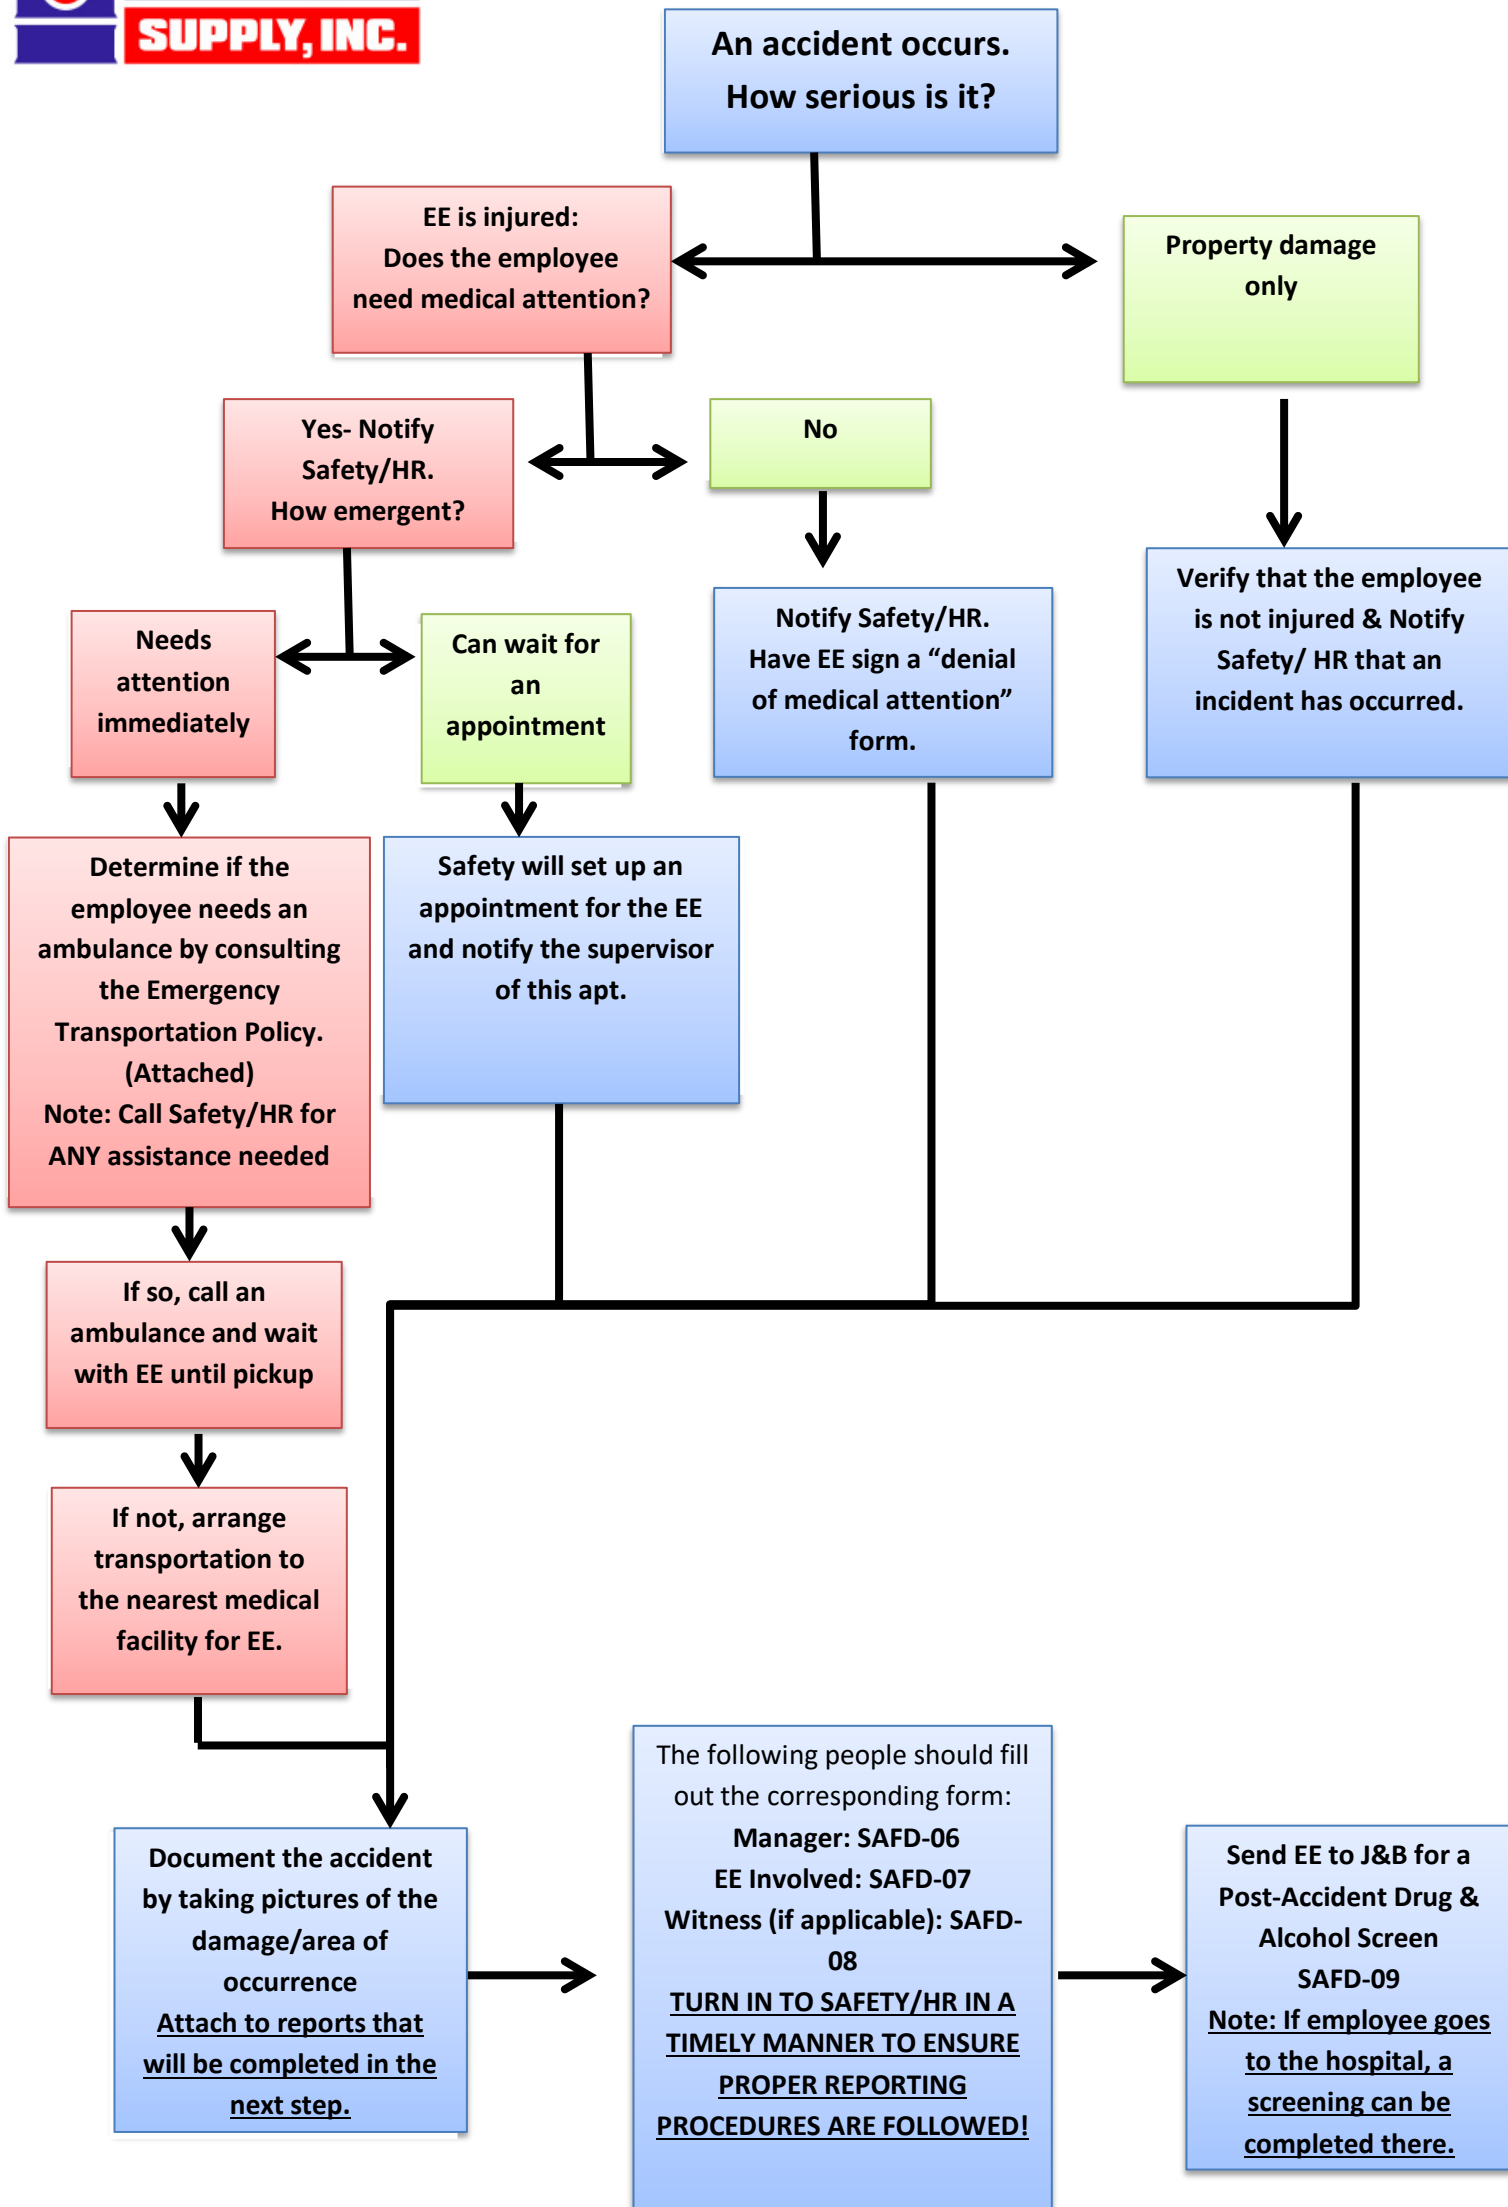 SUPPLY, INC.
An accident occurs.
How serious is it?
EE is injured:
Does the employee
need medical attention?
Property damage
only
Yes- Notify
Safety/HR.
How emergent?
No
Needs
attention
immediately
Can wait for
an
appointment
Notify Safety/HR.
Have EE sign a “denial
of medical attention”
form.
Verify that the employee
is not injured & Notify
Safety/ HR that an
incident has occurred.
Determine if the
employee needs an
ambulance by consulting
the Emergency
Transportation Policy.
(Attached)
Note: Call Safety/HR for
ANY assistance needed
Safety will set up an
appointment for the EE
and notify the supervisor
of this apt.
If so, call an
ambulance and wait
with EE until pickup
If not, arrange
transportation to
the nearest medical
facility for EE.
Document the accident
by taking pictures of the
damage/area of
occurrence
Attach to reports that
will be completed in the
next step.
The following people should fill
out the corresponding form:
Manager: SAFD-06
EE Involved: SAFD-07
Witness (if applicable): SAFD-
08
TURN IN TO SAFETY/HR IN A
TIMELY MANNER TO ENSURE
PROPER REPORTING
PROCEDURES ARE FOLLOWED!
Send EE to J&B for a
Post-Accident Drug &
Alcohol Screen
SAFD-09
Note: If employee goes
to the hospital, a
screening can be
completed there.